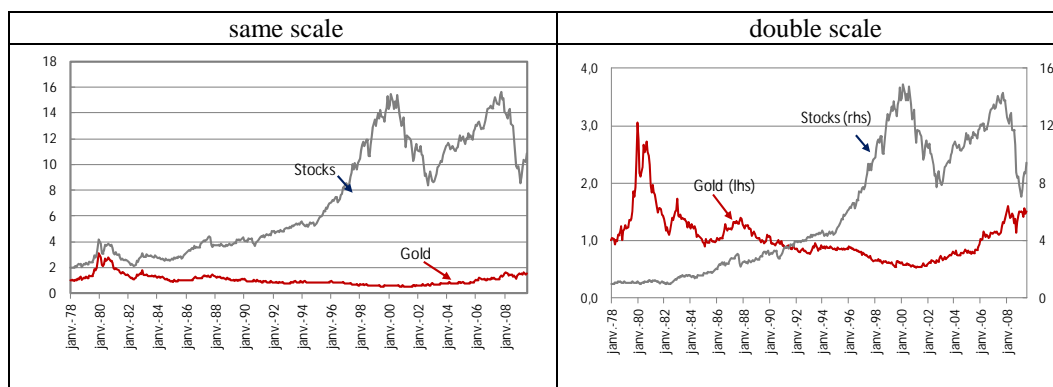 same scale
double scale
18
16
14
12
10
8
6
4
2
0
Stocks
Gold
janv.-78
janv.-80
janv.-82
janv.-84
janv.-86
janv.-88
janv.-90
janv.-92
janv.-94
janv.-96
janv.-98
janv.-00
janv.-02
janv.-04
janv.-06
janv.-08
4,0
3,0
2,0
1,0
0,0
Stocks (rhs)
Gold (lhs)
16
12
8
4
0
janv.-78
janv.-80
janv.-82
janv.-84
janv.-86
janv.-88
janv.-90
janv.-92
janv.-94
janv.-96
janv.-98
janv.-00
janv.-02
janv.-04
janv.-06
janv.-08